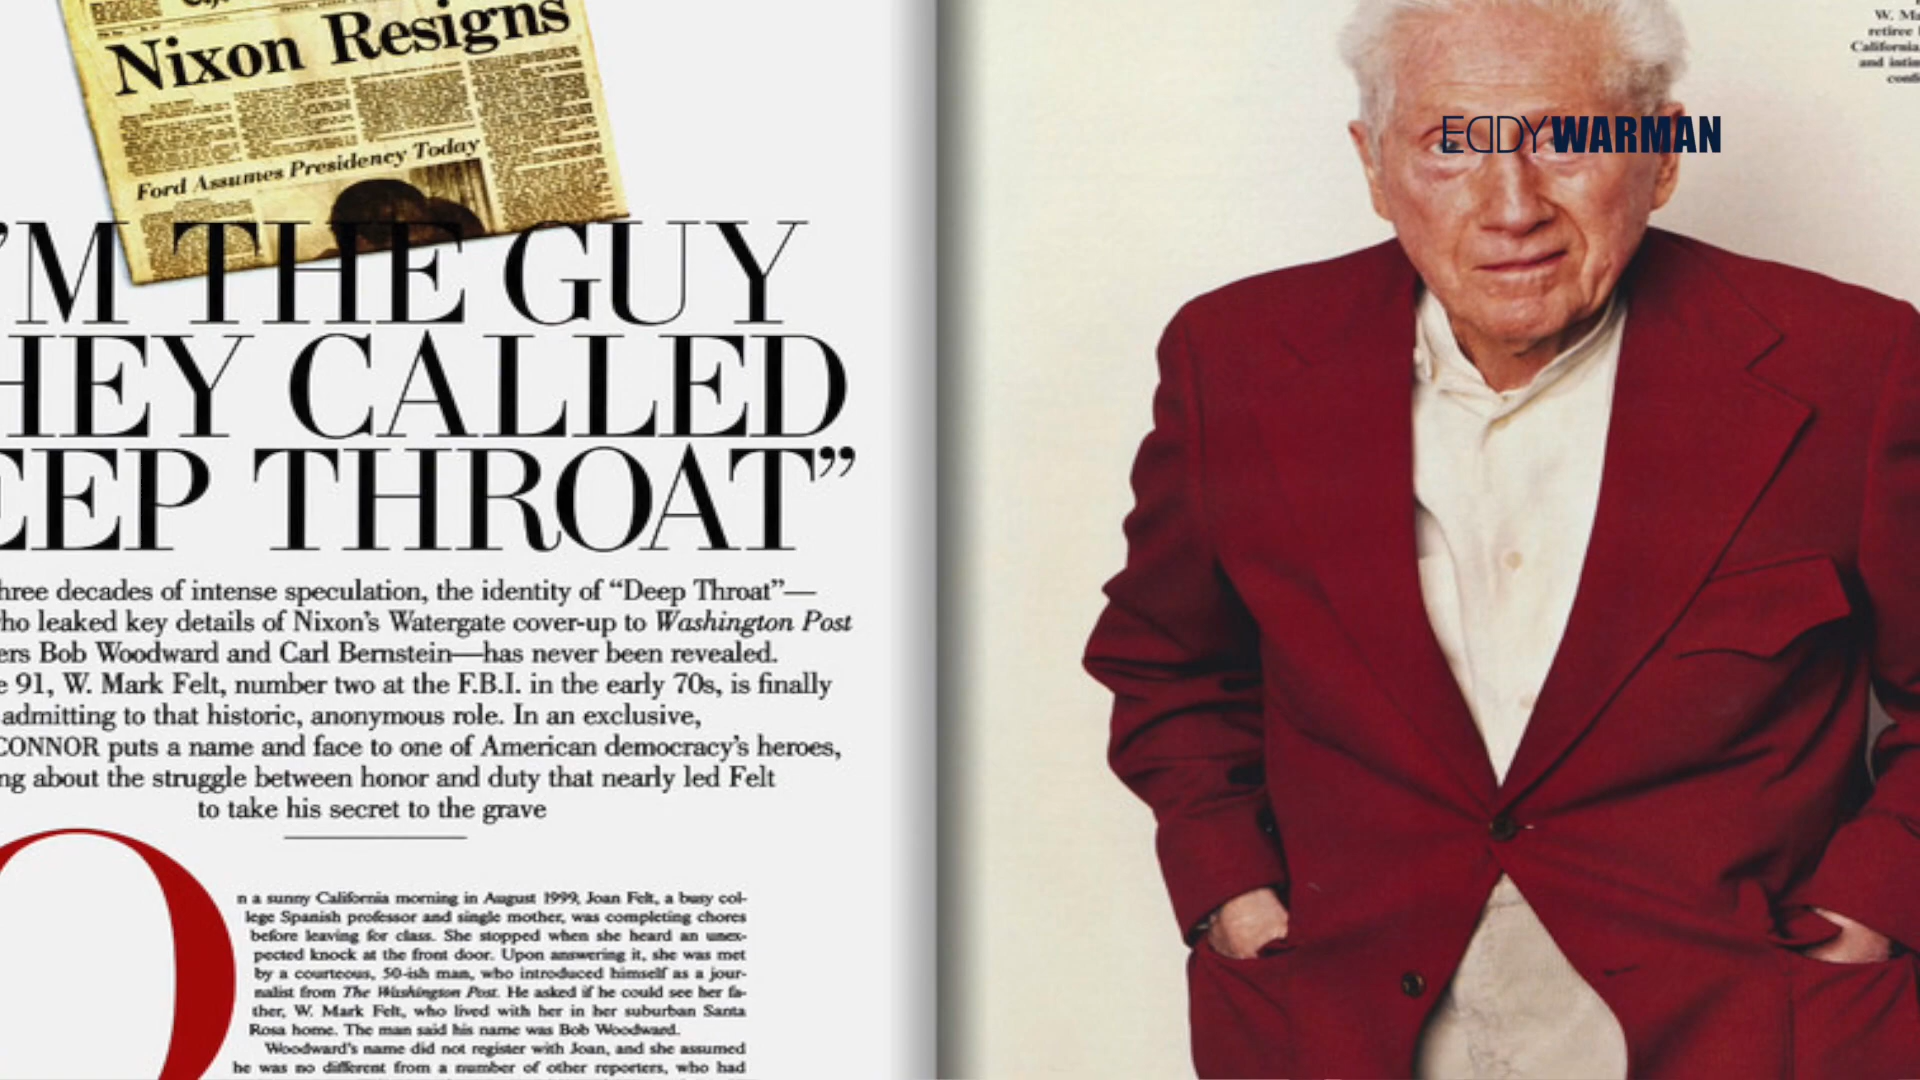 Nixon Resigns
Ford Assumes Presidency Today
'M THE GUY
HEY CALLED
EEP THROAT”
hree decades of intense speculation, the identity of “Deep Throat”—
ho leaked key details of Nixon’s Watergate cover-up to Washington Post
ers Bob Woodward and Carl Bernstein—has never been revealed.
e 91, W. Mark Felt, number two at the F.B.I. in the early 70s, is finally
admitting to that historic, anonymous role. In an exclusive,
CONNOR puts a name and face to one of American democracy’s heroes,
ng about the struggle between honor and duty that nearly led Felt
to take his secret to the grave
O
n a sunny California morning in August 1999, Joan Felt, a busy col-
lege Spanish professor and single mother, was completing chores
before leaving for class. She stopped when she heard an unex-
pected knock at the front door. Upon answering it, she was met
by a courteous, 50-ish man, who introduced himself as a jour-
nalist from The Washington Post. He asked if he could see her fa-
ther, W. Mark Felt, who lived with her in her suburban Santa
Rosa home. The man said his name was Bob Woodward.
Woodward’s name did not register with Joan, and she assumed
he was no different from a number of other reporters, who had
W. Ma
retiree
California,
and intim
confi
EDDYWARMAN